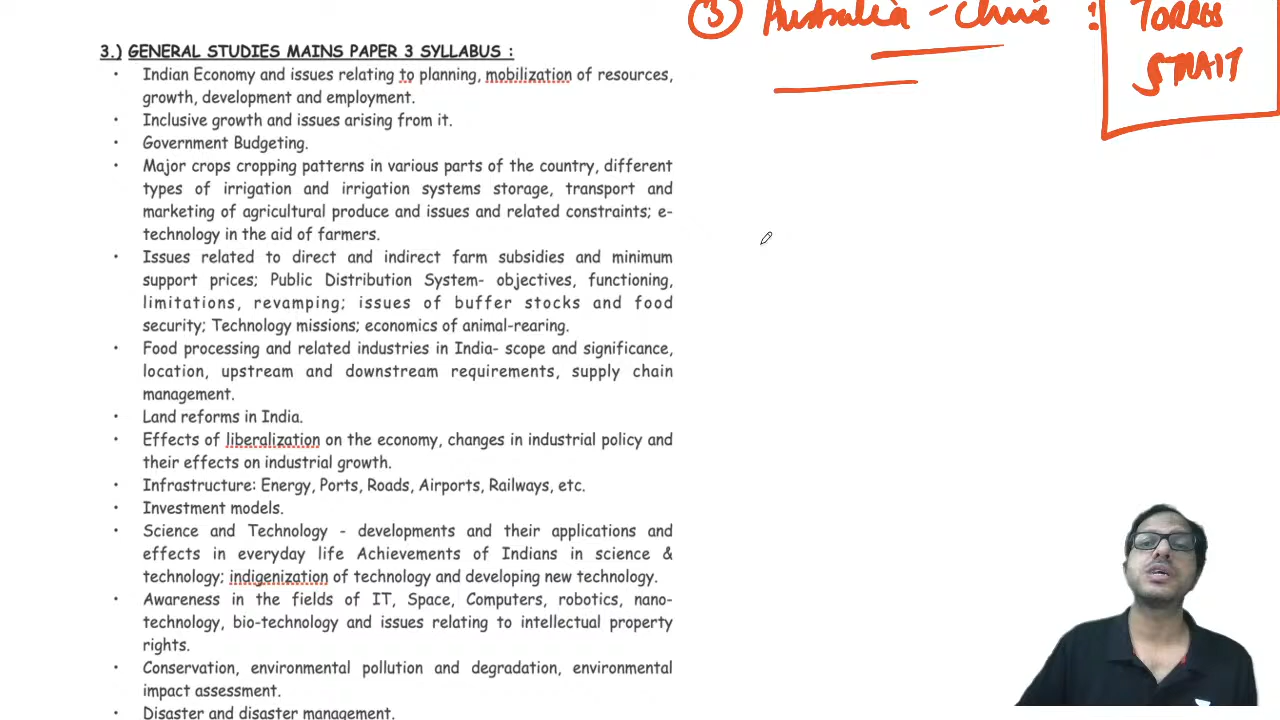 ③ Australia - China :
TORRES
STRAIT
3.) GENERAL STUDIES MAINS PAPER 3 SYLLABUS :
• Indian Economy and issues relating to planning, mobilization of resources,
growth, development and employment.
• Inclusive growth and issues arising from it.
• Government Budgeting.
• Major crops cropping patterns in various parts of the country, different
types of irrigation and irrigation systems storage, transport and
marketing of agricultural produce and issues and related constraints; e-
technology in the aid of farmers.
• Issues related to direct and indirect farm subsidies and minimum
support prices; Public Distribution System- objectives, functioning,
limitations, revamping; issues of buffer stocks and food
security; Technology missions; economics of animal-rearing.
• Food processing and related industries in India- scope and significance,
location, upstream and downstream requirements, supply chain
management.
• Land reforms in India.
• Effects of liberalization on the economy, changes in industrial policy and
their effects on industrial growth.
• Infrastructure: Energy, Ports, Roads, Airports, Railways, etc.
• Investment models.
• Science and Technology - developments and their applications and
effects in everyday life Achievements of Indians in science &
technology; indigenization of technology and developing new technology.
• Awareness in the fields of IT, Space, Computers, robotics, nano-
technology, bio-technology and issues relating to intellectual property
rights.
• Conservation, environmental pollution and degradation, environmental
impact assessment.
• Disaster and disaster management.